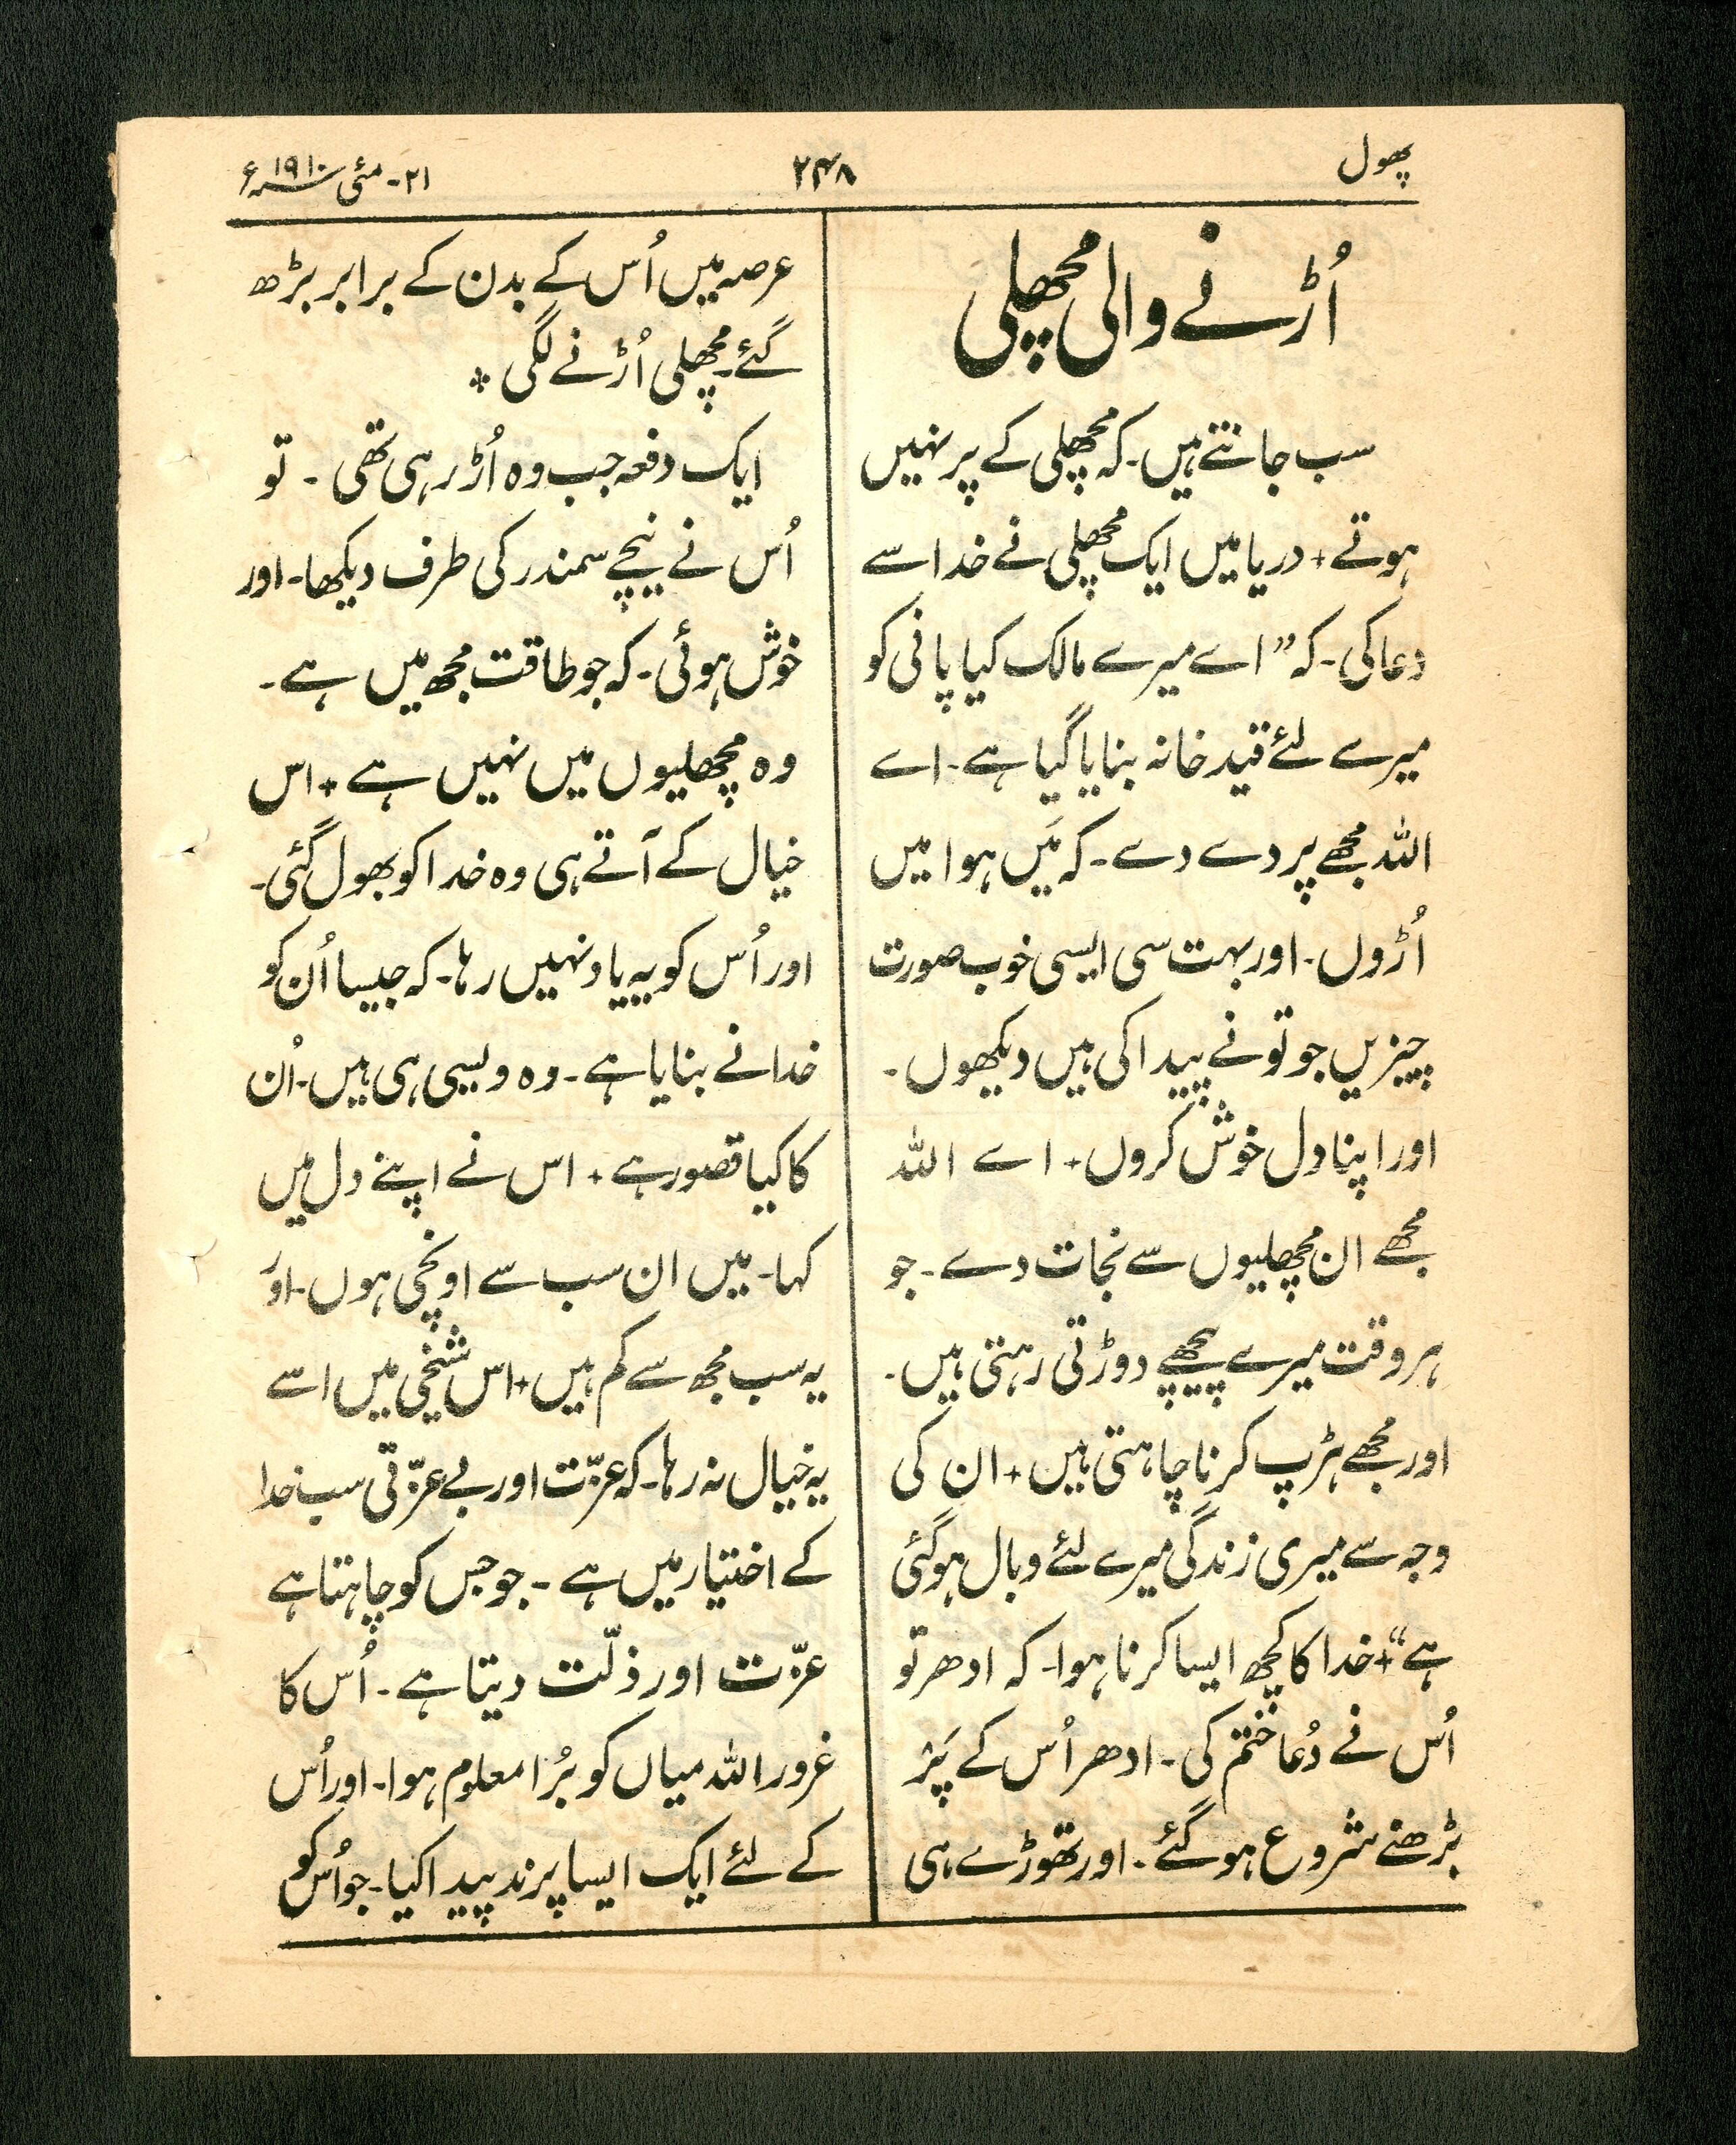 پھول
۲۴۸
۲۱- مئی ۱۹۱۰ء
اُڑنے والی مچھلی
سب جانتے ہیں۔ کہ مچھلی کے پر نہیں
ہوتے + دریا میں ایک مچھلی نے خدا سے
دعا کی۔ کہ ”اے میرے مالک کیا پانی کو
میرے لئے قید خانہ بنایا گیا ہے۔ اے
اللہ مجھے پر دے دے۔ کہ مَیں ہوا میں
اُڑوں۔ اور بہت سی ایسی خوب صورت
چیزیں جو تو نے پیدا کی ہیں دیکھوں۔
اور اپنا دل خوش کروں + اے اللہ
مجھے ان مچھلیوں سے نجات دے۔ جو
ہر وقت میرے پیچھے دوڑتی رہتی ہیں۔
اور مجھے ہڑپ کرنا چاہتی ہیں + ان کی
وجہ سے میری زندگی میرے لئے وبال ہو گئی
ہے“ + خدا کا کچھ ایسا کرنا ہوا۔ کہ ادھر تو
اُس نے دُعا ختم کی۔ ادھر اُس کے پَر
بڑھنے شروع ہو گئے۔ اور تھوڑے ہی
عرصہ میں اُس کے بدن کے برابر بڑھ
گئے۔ مچھلی اُڑنے لگی ❖
ایک دفعہ جب وہ اُڑ رہی تھی۔ تو
اُس نے نیچے سمندر کی طرف دیکھا۔ اور
خوش ہوئی۔ کہ جو طاقت مجھ میں ہے۔
وہ مچھلیوں میں نہیں ہے + اس
خیال کے آتے ہی وہ خدا کو بھول گئی۔
اور اُس کو یہ یاد نہیں رہا۔ کہ جیسا اُن کو
خدا نے بنایا ہے۔ وہ ویسی ہی ہیں۔ اُن
کا کیا قصور ہے + اس نے اپنے دل میں
کہا۔ میں ان سب سے اونچی ہوں۔ اور
یہ سب مجھ سے کم ہیں + اس شیخی میں اسے
یہ خیال نہ رہا۔ کہ عزّت اور بے عزّتی سب خدا
کے اختیار میں ہے۔ جو جس کو چاہتا ہے
عزّت اور ذلّت دیتا ہے۔ اُس کا
غرور اللہ میاں کو بُرا معلوم ہوا۔ اور اُس
کے لئے ایک ایسا پرند پیدا کیا۔ جو اُس کو